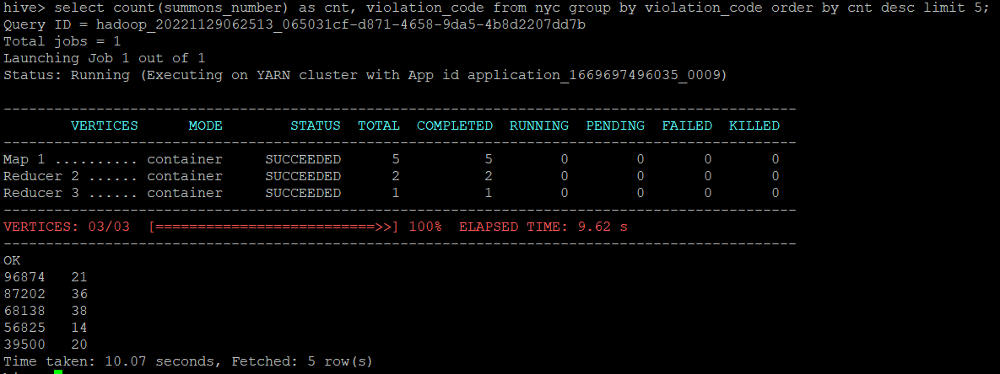 hive> select count(summons_number) as cnt, violation_code from nyc group by violation_code order by cnt desc limit 5;
Query ID = hadoop_20221129062513_065031cf-d871-4658-9da5-4b8d2207dd7b
Total jobs = 1
Launching Job 1 out of 1
Status: Running (Executing on YARN cluster with App id application_1669697496035_0009)
----------------------------------------------------------------------------------------------
        VERTICES      MODE        STATUS  TOTAL  COMPLETED  RUNNING  PENDING  FAILED  KILLED
----------------------------------------------------------------------------------------------
Map 1 .......... container     SUCCEEDED      5          5        0        0       0       0
Reducer 2 ...... container     SUCCEEDED      2          2        0        0       0       0
Reducer 3 ...... container     SUCCEEDED      1          1        0        0       0       0
----------------------------------------------------------------------------------------------
VERTICES: 03/03  [==========================>>] 100%  ELAPSED TIME: 9.62 s
----------------------------------------------------------------------------------------------
OK
96874   21
87202   36
68138   38
56825   14
39500   20
Time taken: 10.07 seconds, Fetched: 5 row(s)